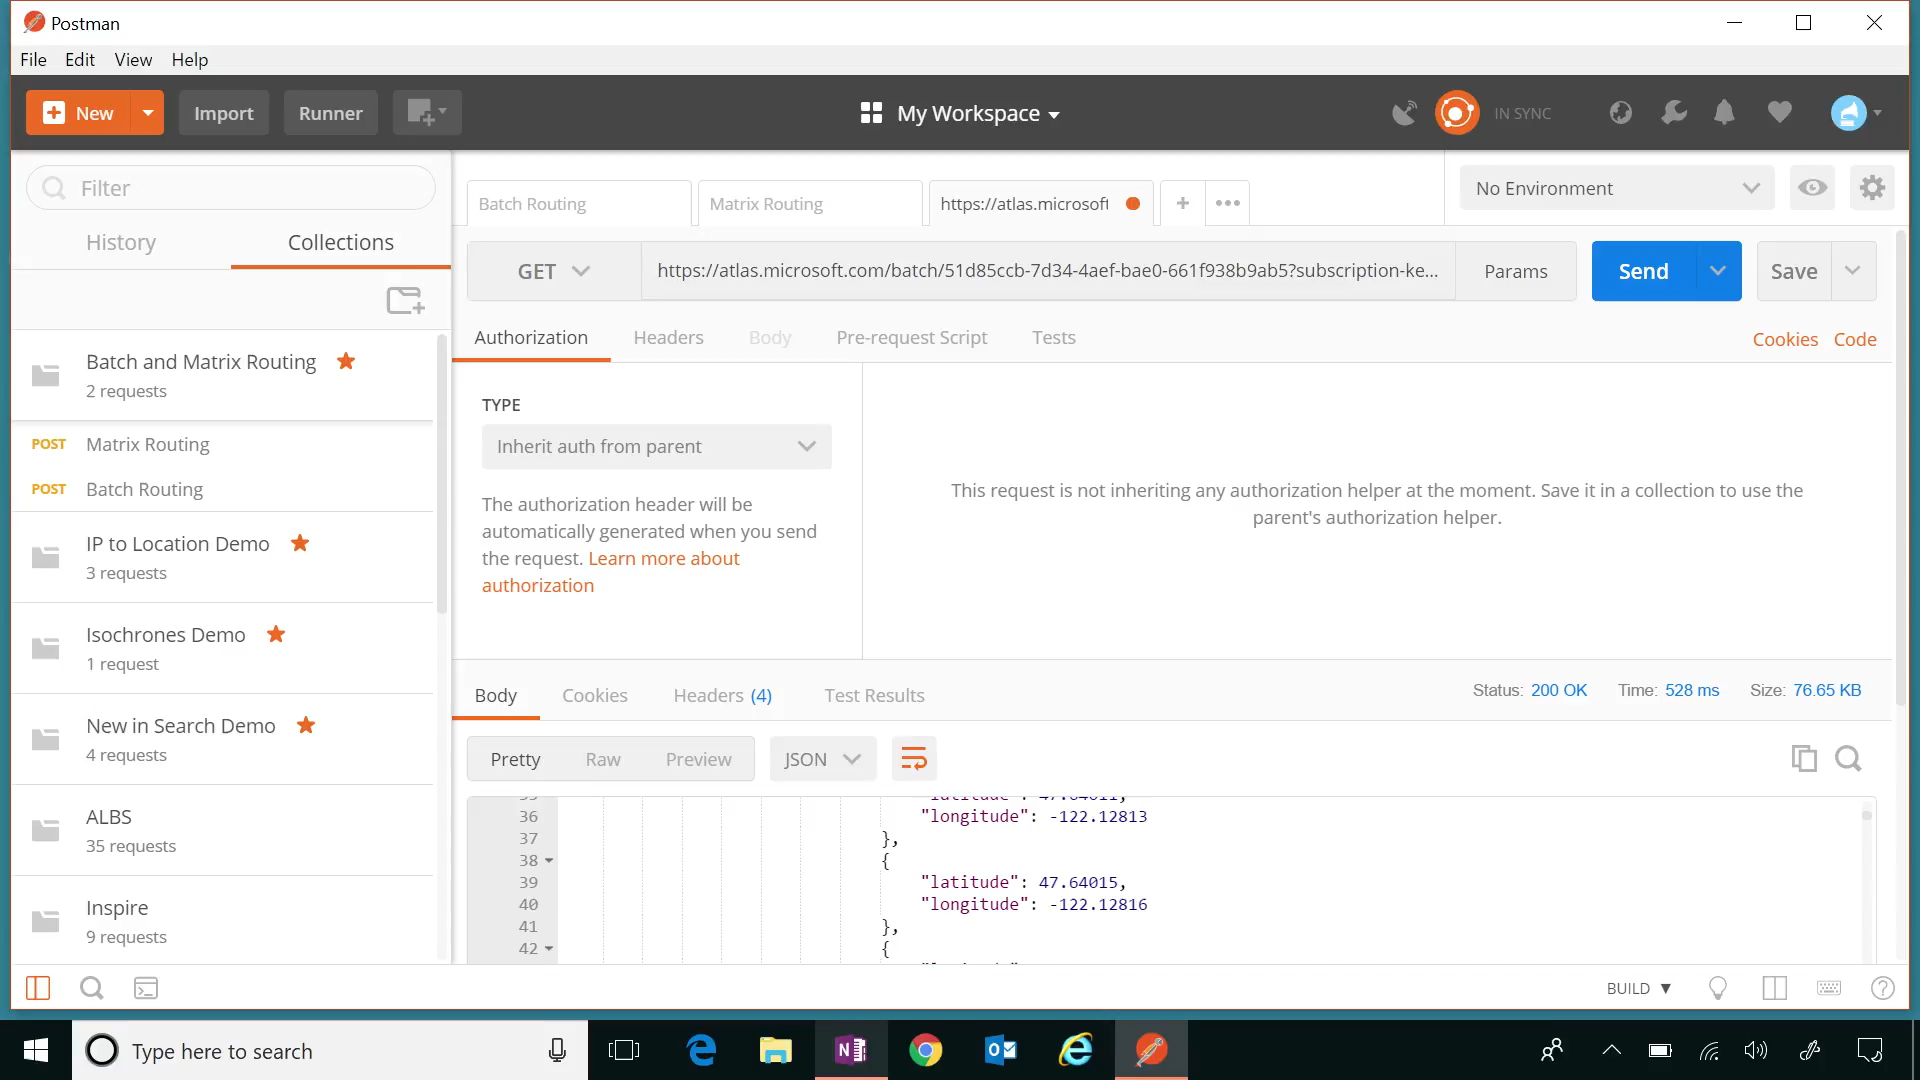 Postman
File Edit View Help
New Import Runner My Workspace IN SYNC
Filter
History Collections
Batch Routing Matrix Routing https://atlas.microsoft + ••• No Environment
GET https://atlas.microsoft.com/batch/51d85ccb-7d34-4aef-bae0-661f938b9ab5?subscription-ke... Params Send Save
Authorization Headers Body Pre-request Script Tests Cookies Code
Batch and Matrix Routing
2 requests
POST Matrix Routing
POST Batch Routing
IP to Location Demo
3 requests
Isochrones Demo
1 request
New in Search Demo
4 requests
ALBS
35 requests
Inspire
9 requests
TYPE
Inherit auth from parent
The authorization header will be
automatically generated when you send
the request. Learn more about
authorization
This request is not inheriting any authorization helper at the moment. Save it in a collection to use the
parent's authorization helper.
Body Cookies Headers (4) Test Results Status: 200 OK Time: 528 ms Size: 76.65 KB
Pretty Raw Preview JSON
36 "longitude": -122.12813
37 },
38 {
39 "latitude": 47.64015,
40 "longitude": -122.12816
41 },
42 {
BUILD
Type here to search